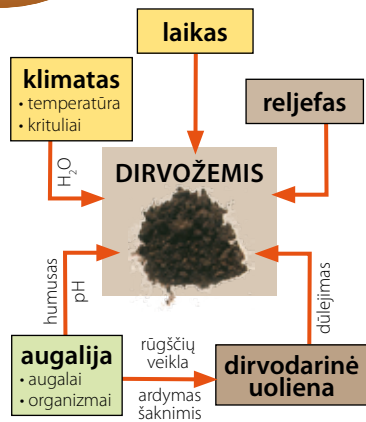 laikas
klimatas
• temperatūra
• krituliai
reljefas
H₂O
DIRVOŽEMIS
humusas
pH
dūlėjimas
augalija
• augalai
• organizmai
rūgščių
veikla
ardymas
šaknimis
dirvodarinė
uoliena